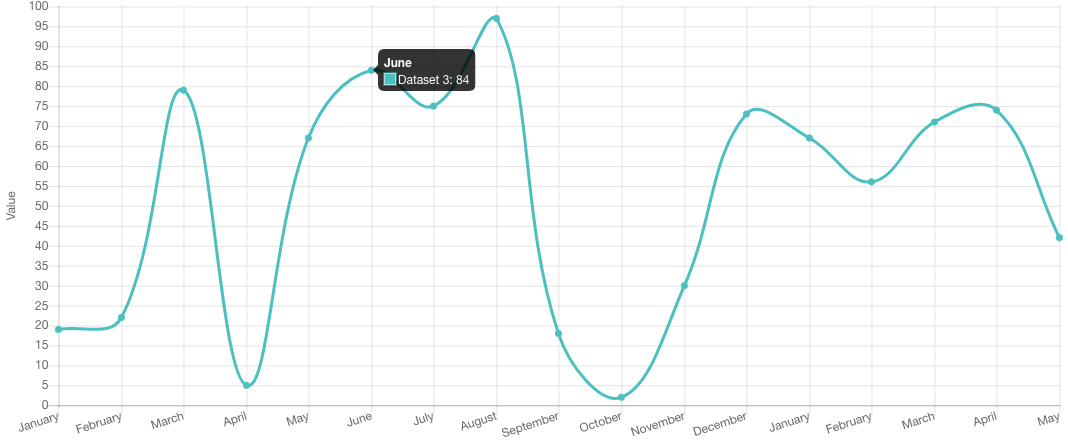 100
95
90
85
80
75
70
65
60
55
50
45
40
35
30
25
20
15
10
5
0
Value
June
Dataset 3: 84
January
February
March
April
May
June
July
August
September
October
November
December
January
February
March
April
May